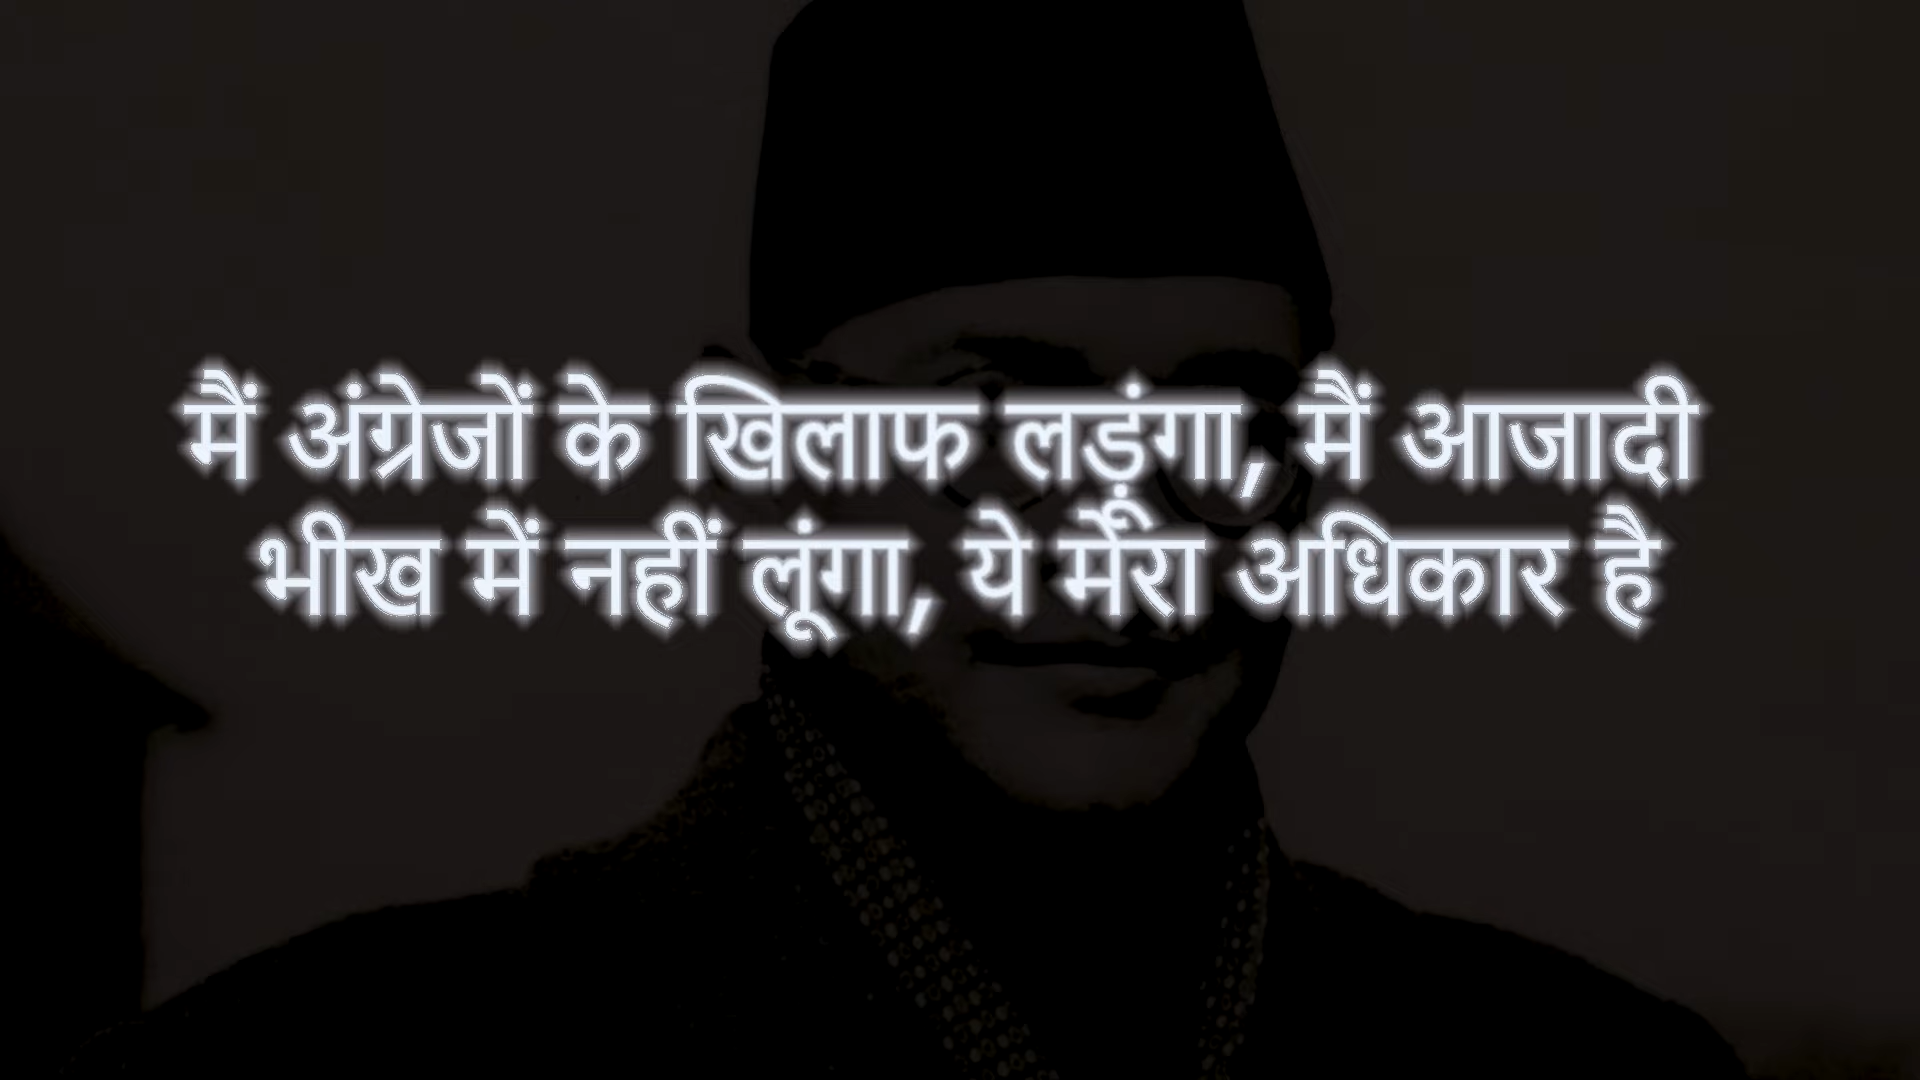 मैं अंग्रेजों के खिलाफ लड़ूंगा, मैं आजादी
भीख में नहीं लूंगा, ये मेरा अधिकार है